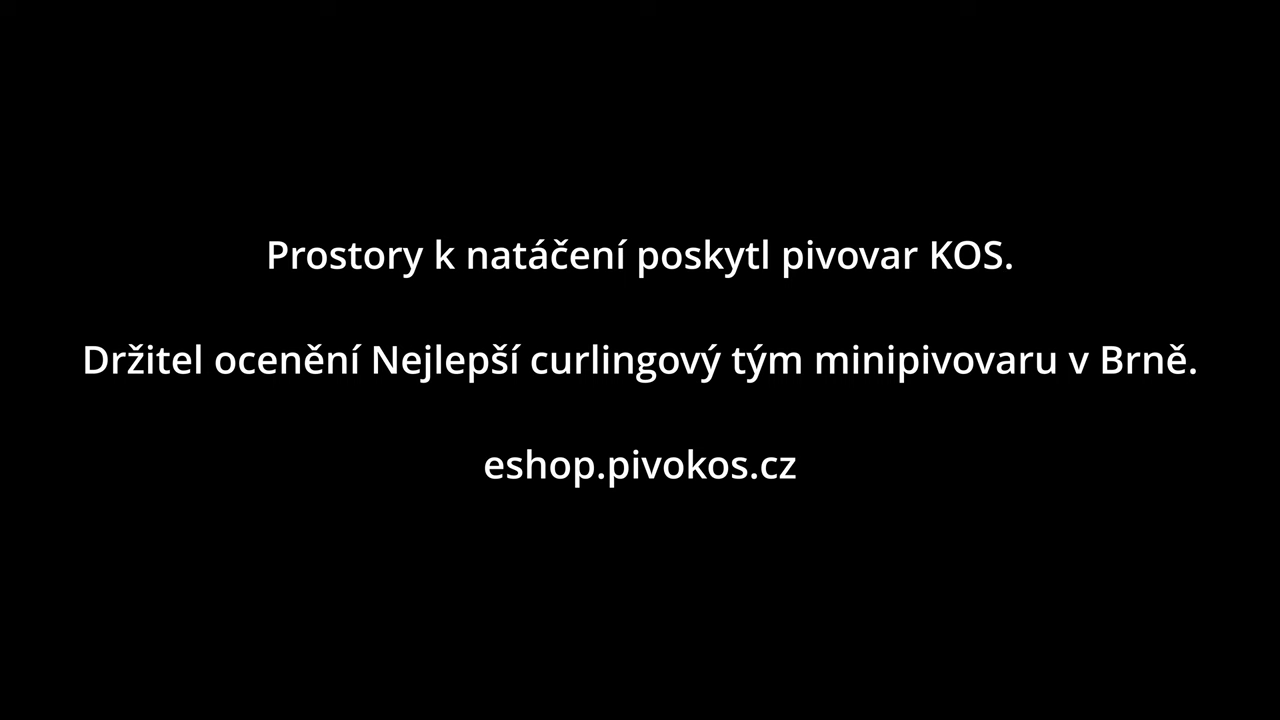 Prostory k natáčení poskytl pivovar KOS.
Držitel ocenění Nejlepší curlingový tým minipivovaru v Brně.
eshop.pivokos.cz